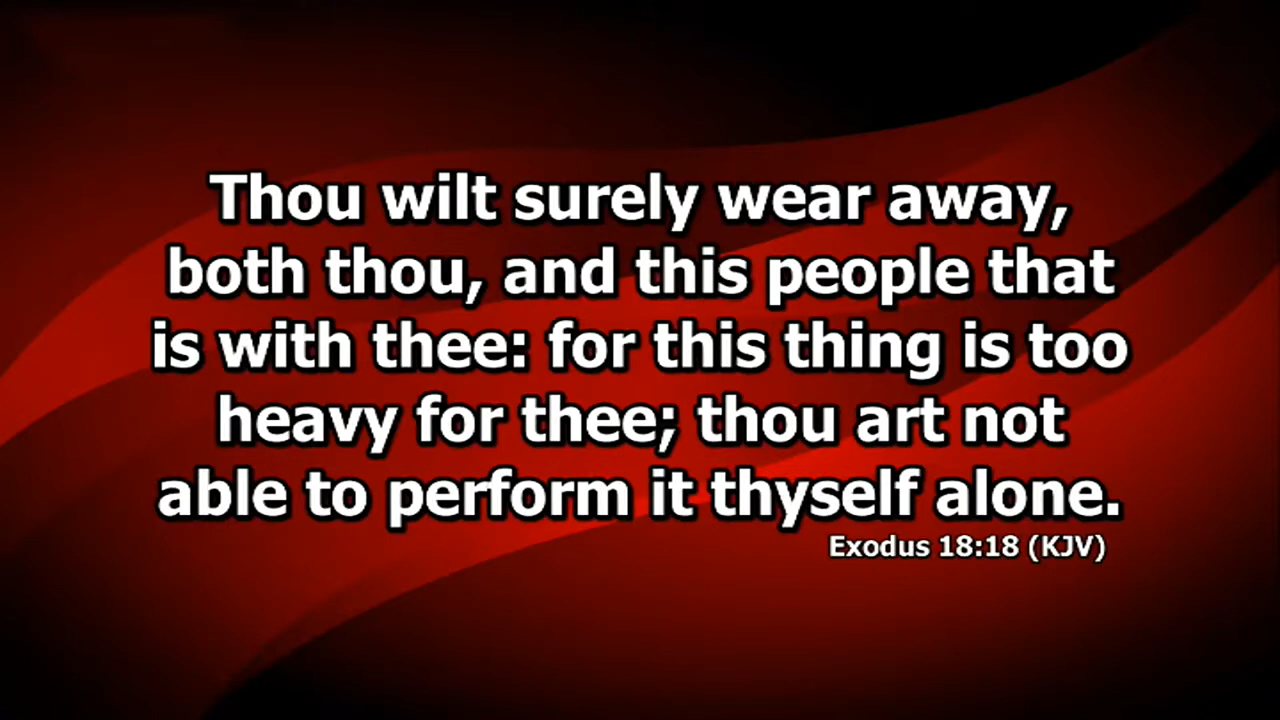 Thou wilt surely wear away,
both thou, and this people that
is with thee: for this thing is too
heavy for thee; thou art not
able to perform it thyself alone.
Exodus 18:18 (KJV)